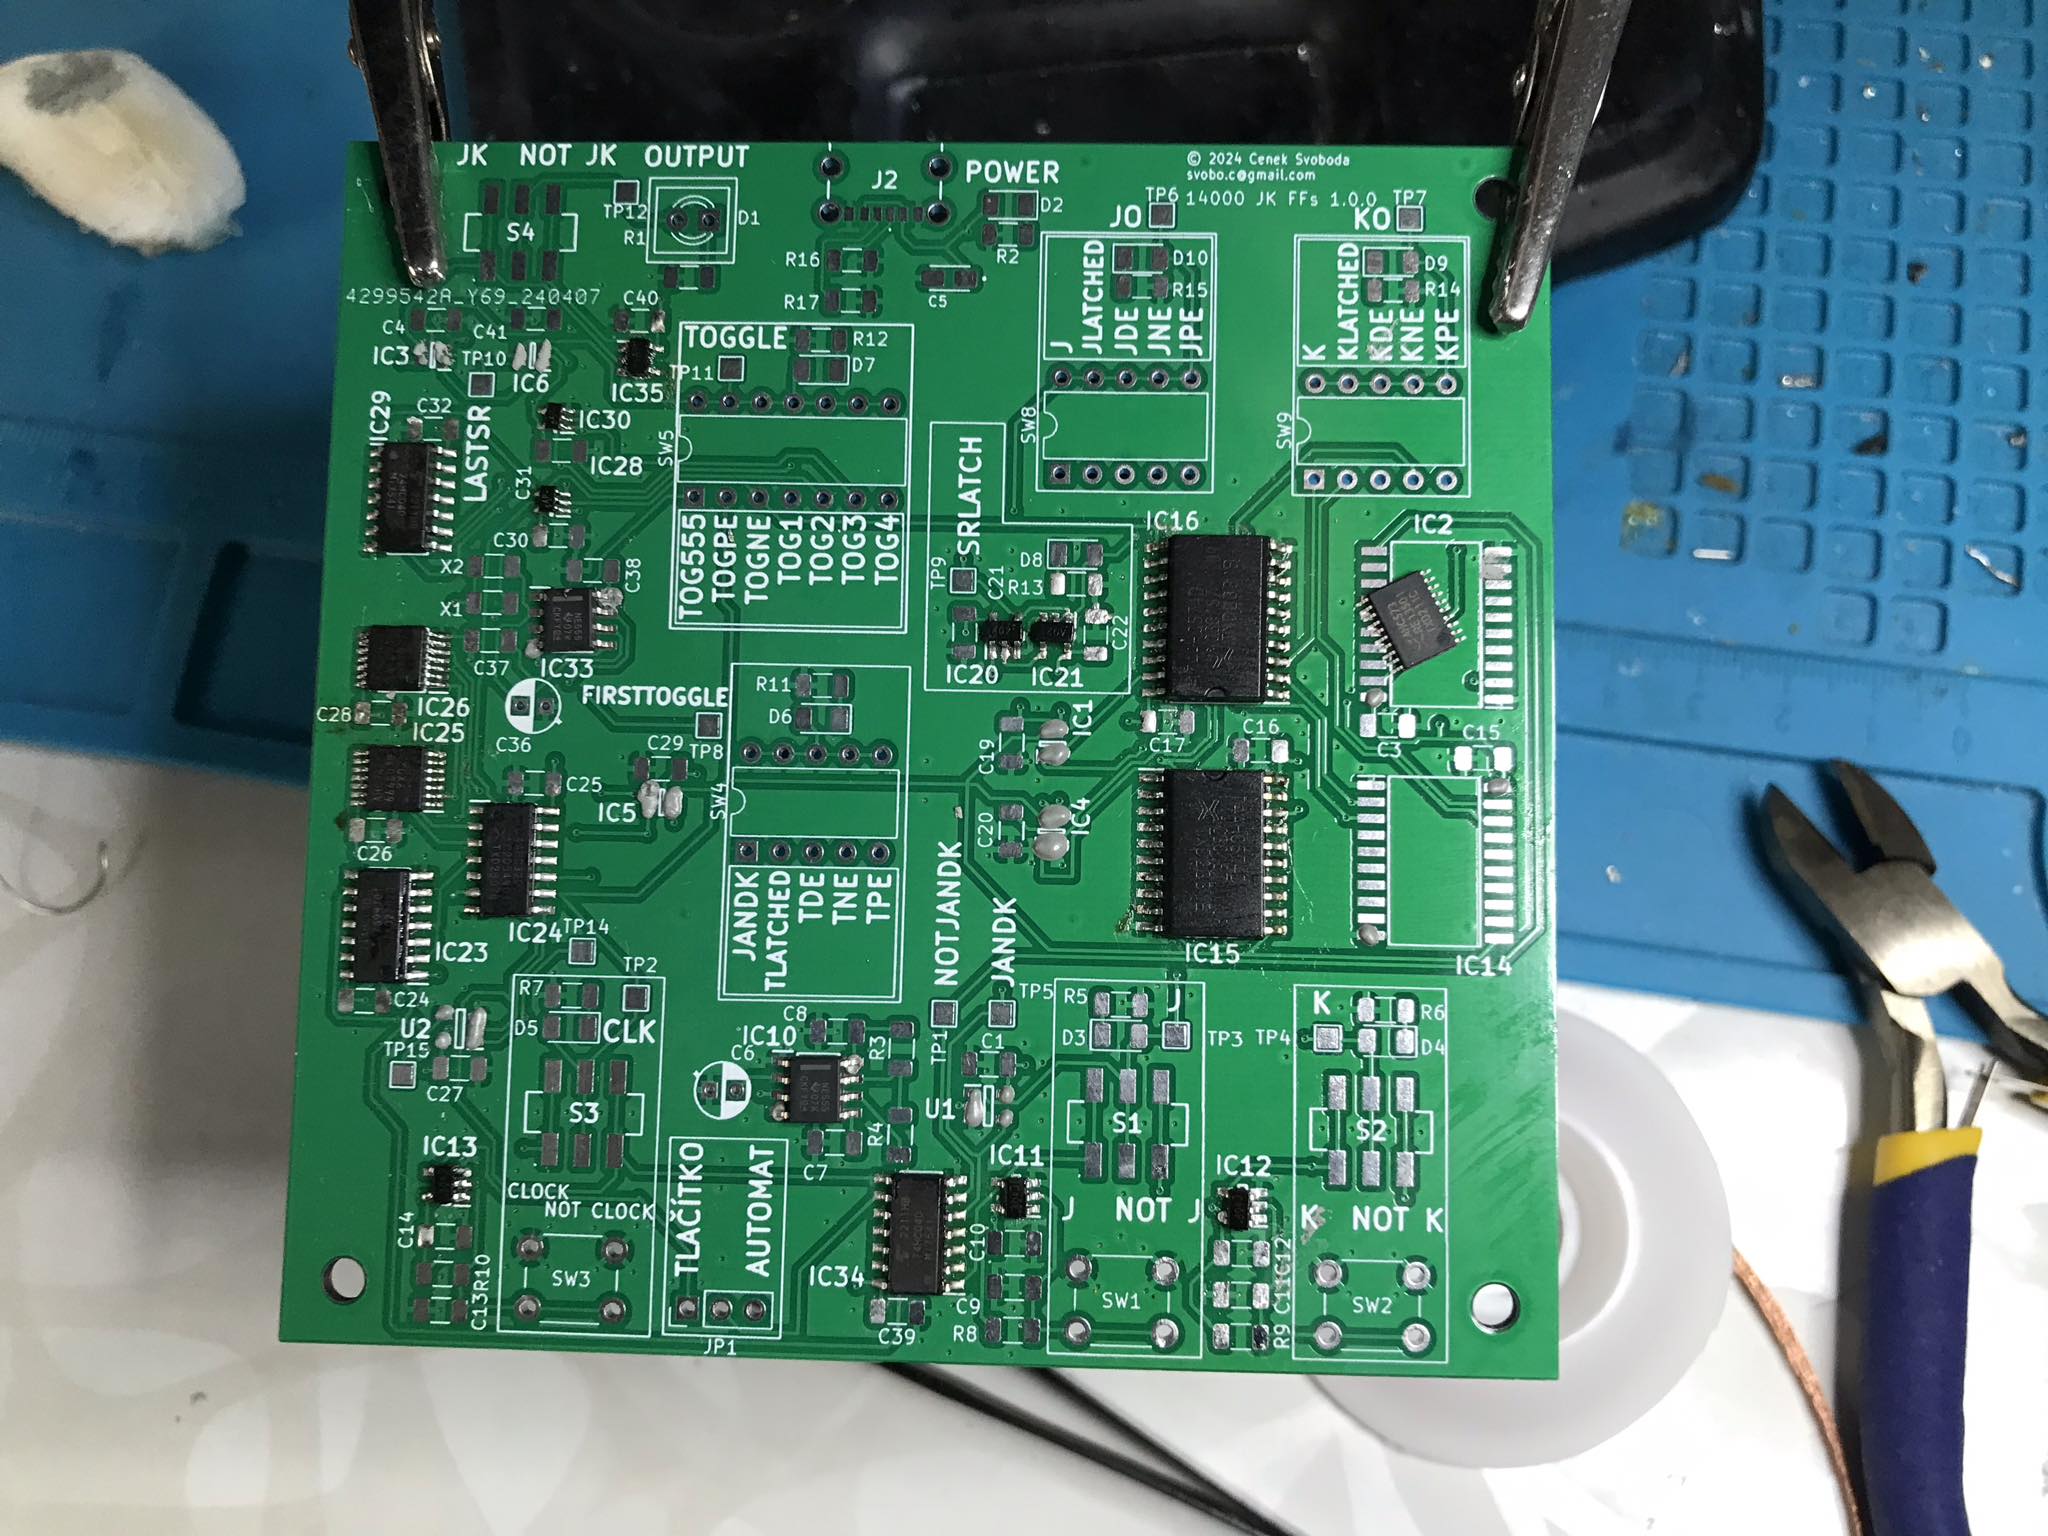 JK NOT JK OUTPUT
J2
POWER
© 2024 Cenek Svoboda
svobo.c@gmail.com
14000 JK FFs 1.0.0
TP6
TP7
TP12
D1
R1
S4
D2
R2
JO
KO
4299542A_Y69_240407
C40
R16
R17
C5
D10
R15
D9
R14
J
JLATCHED
JDE
JNE
JPE
K
KLATCHED
KDE
KNE
KPE
C4
C41
IC3
TP10
IC6
IC35
TOGGLE
TP11
R12
D7
IC29
C32
LASTSR
IC30
IC28
C31
SW5
SW8
SW9
C30
X2
X1
C38
C37
IC33
TOG555
TOGPE
TOGNE
TOG1
TOG2
TOG3
TOG4
SRLATCH
TP9
C21
D8
R13
C22
IC20
IC21
IC16
IC2
NE555
IC26
C28
IC25
C36
FIRSTTOGGLE
TP8
R11
D6
C19
IC1
C17
C16
C3
C15
C29
C25
IC5
SW4
C20
IC4
C26
IC23
IC24
TP14
JANDK
TLATCHED
TDE
TNE
TPE
NOTJANDK
JANDK
IC15
IC14
C24
U2
TP15
C27
R7
TP2
D5
CLK
S3
CLOCK
NOT CLOCK
SW3
IC10
C8
C6
R3
NE555
C7
R4
TP1
C1
U1
TP5
R5
J
D3
TP3
S1
J NOT J
SW1
TP4
K
R6
D4
S2
K NOT K
SW2
IC13
C14
R10
C13
TLAČÍTKO
AUTOMAT
JP1
IC34
C39
IC11
C10
C9
R8
IC12
C12
C11
R9